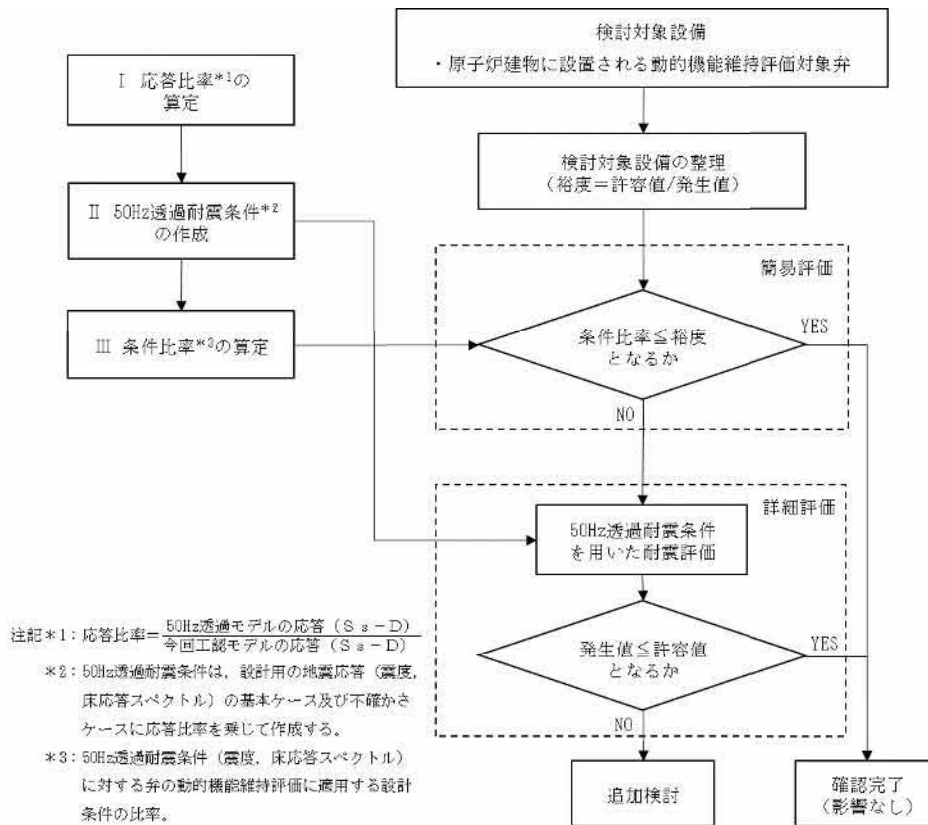 検討対象設備
・原子炉建物に設置される動的機能維持評価対象弁
Ⅰ 応答比率*1の
算定
検討対象設備の整理
(裕度=許容値/発生値)
Ⅱ 50Hz透過耐震条件*2
の作成
簡易評価
Ⅲ 条件比率*3の算定
条件比率≦裕度
となるか
YES
NO
詳細評価
50Hz透過耐震条件
を用いた耐震評価
発生値≦許容値
となるか
YES
NO
追加検討
確認完了
(影響なし)
注記*1:応答比率=50Hz透過モデルの応答(Ss-D)
今回工認モデルの応答(Ss-D)
*2:50Hz透過耐震条件は,設計用の地震応答(震度,
床応答スペクトル)の基本ケース及び不確かさ
ケースに応答比率を乗じて作成する。
*3:50Hz透過耐震条件(震度,床応答スペクトル)
に対する弁の動的機能維持評価に適用する設計
条件の比率。